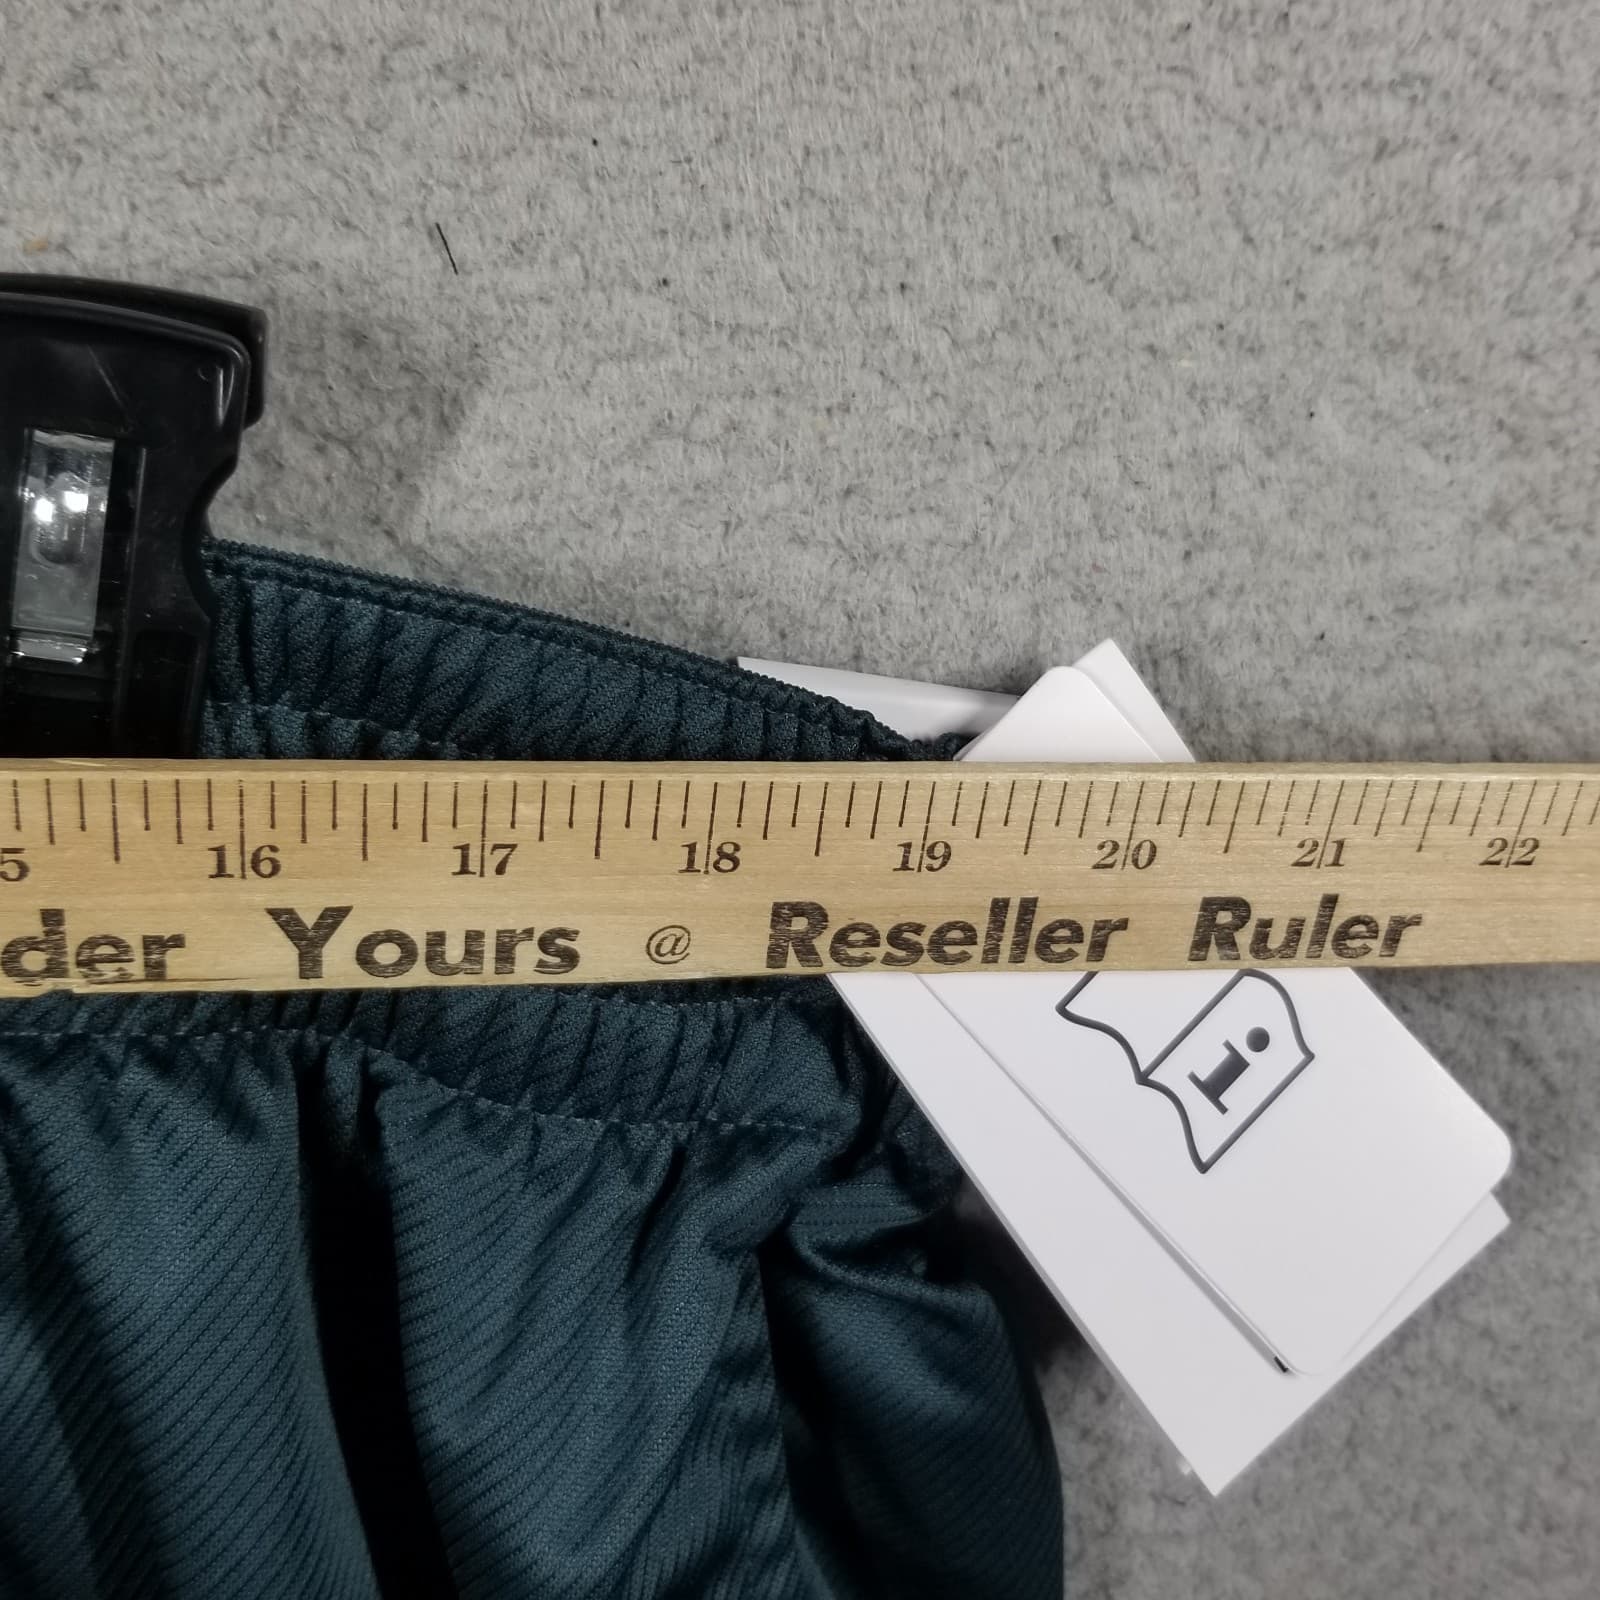 5 16 17 18 19 20 21 22
der Yours @ Reseller Ruler
i